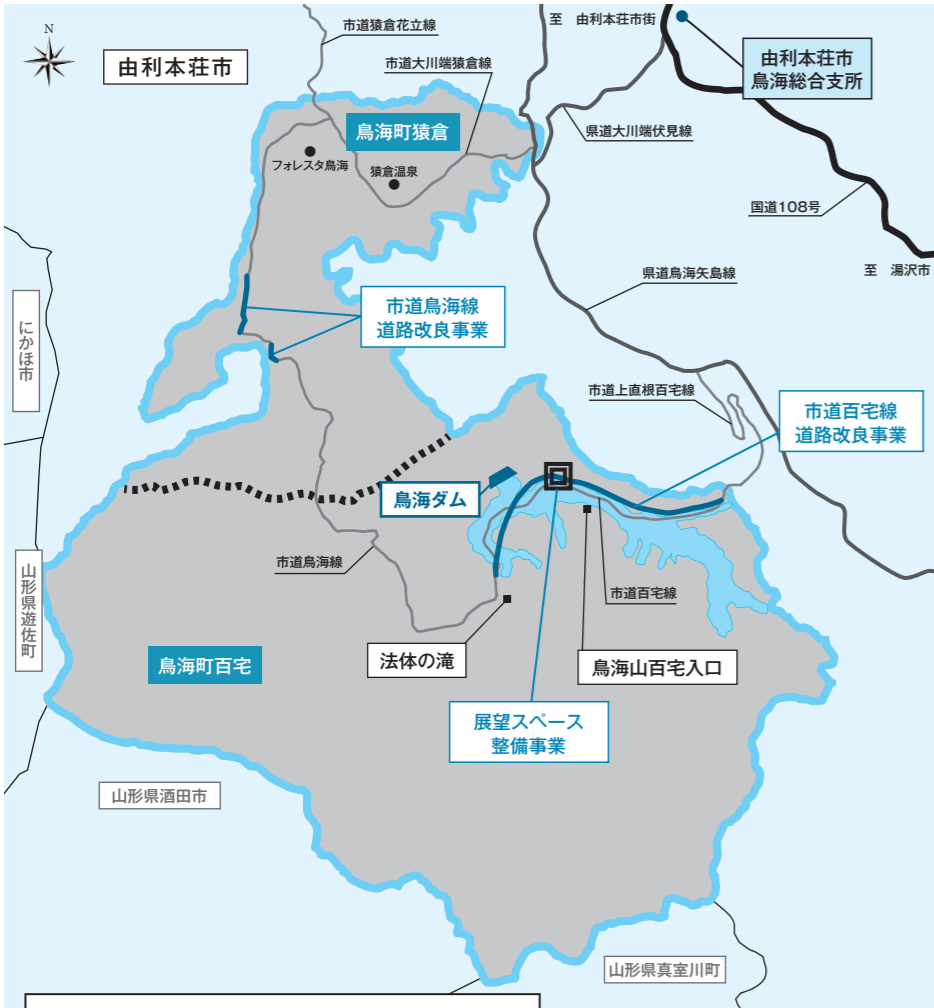 N
市道猿倉花立線
至 由利本荘市街
由利本荘市
由利本荘市
鳥海総合支所
市道大川端猿倉線
鳥海町猿倉
県道大川端伏見線
フォレスタ鳥海
猿倉温泉
国道108号
至 湯沢市
県道鳥海矢島線
市道鳥海線
道路改良事業
にかほ市
市道上直根百宅線
市道百宅線
道路改良事業
鳥海ダム
市道鳥海線
市道百宅線
山形県遊佐町
法体の滝
鳥海山百宅入口
鳥海町百宅
展望スペース
整備事業
山形県酒田市
山形県真室川町